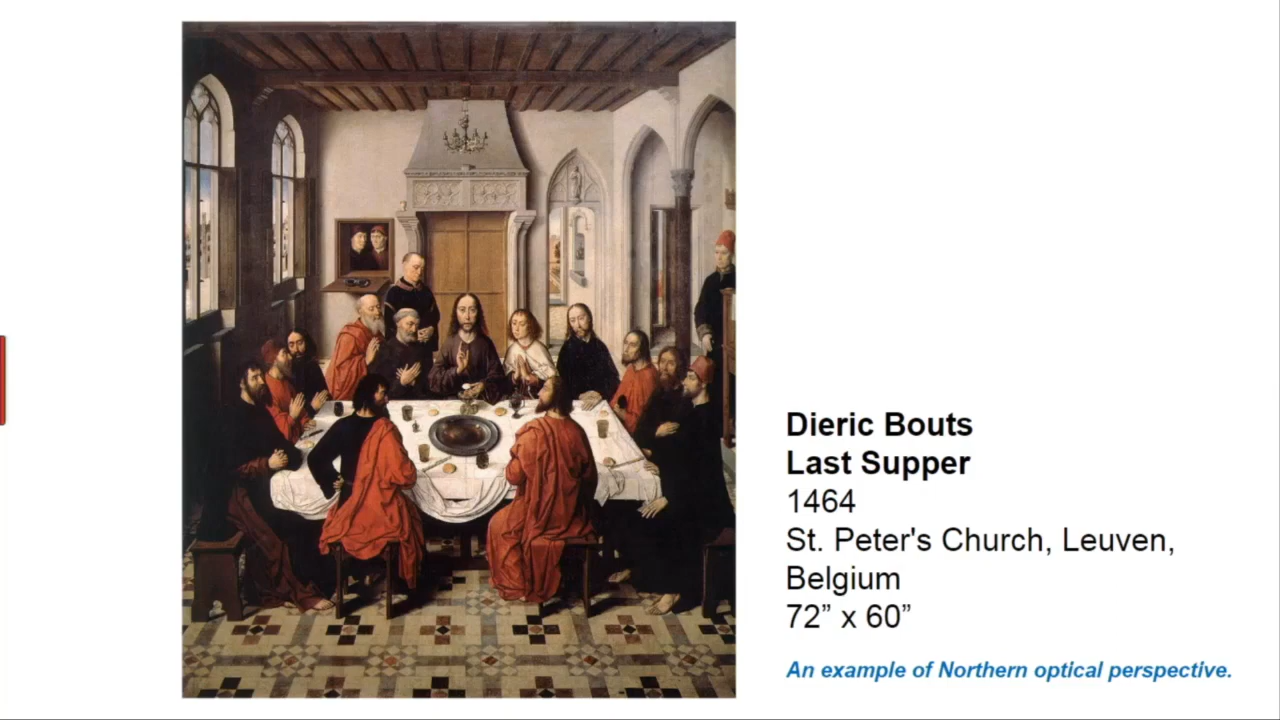 Dieric Bouts
Last Supper
1464
St. Peter's Church, Leuven,
Belgium
72” x 60”
An example of Northern optical perspective.